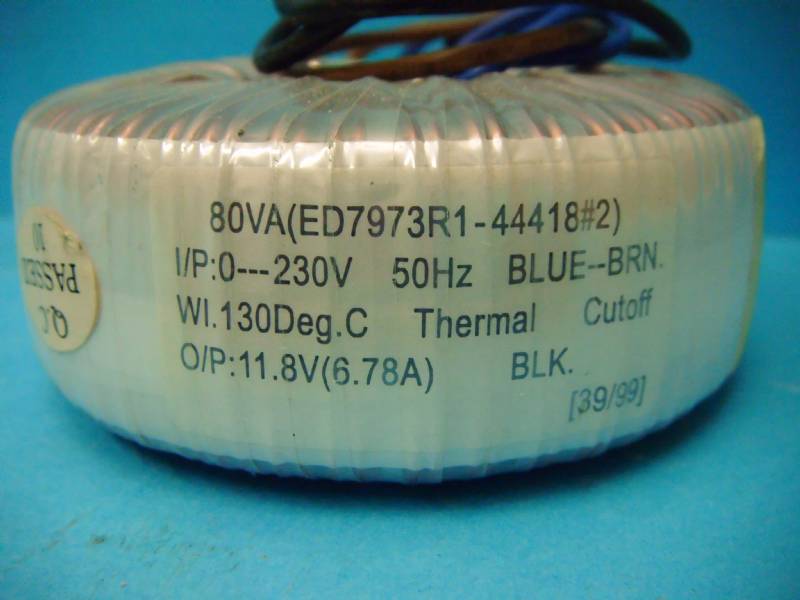 80VA(ED7973R1-44418#2)
I/P:0---230V 50Hz BLUE--BRN.
WI.130Deg.C Thermal Cutoff
O/P:11.8V(6.78A) BLK.
[39/99]
Q.C
PASSED
10